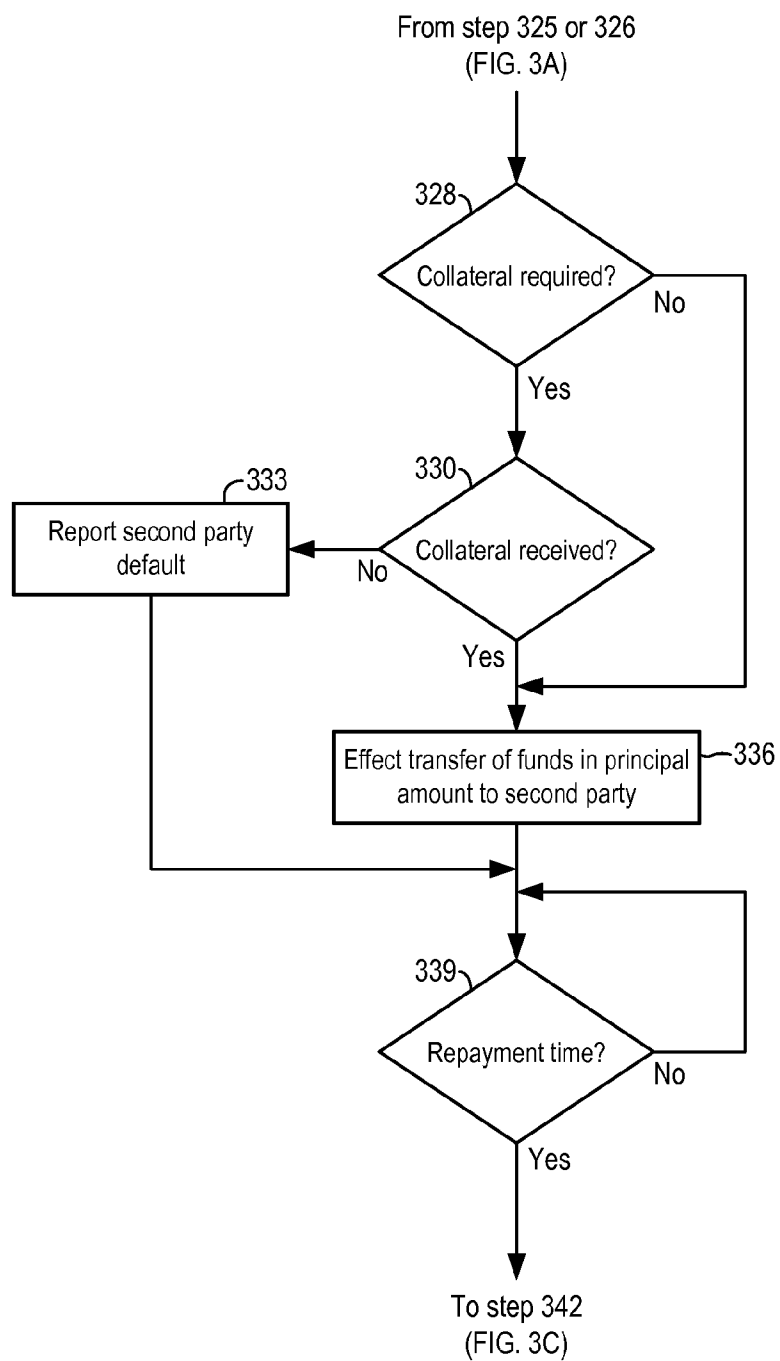 From step 325 or 326
(FIG. 3A)
328
Collateral required?
No
Yes
330
Collateral received?
333
Report second party
default
No
Yes
Effect transfer of funds in principal
amount to second party
336
339
Repayment time?
No
Yes
To step 342
(FIG. 3C)